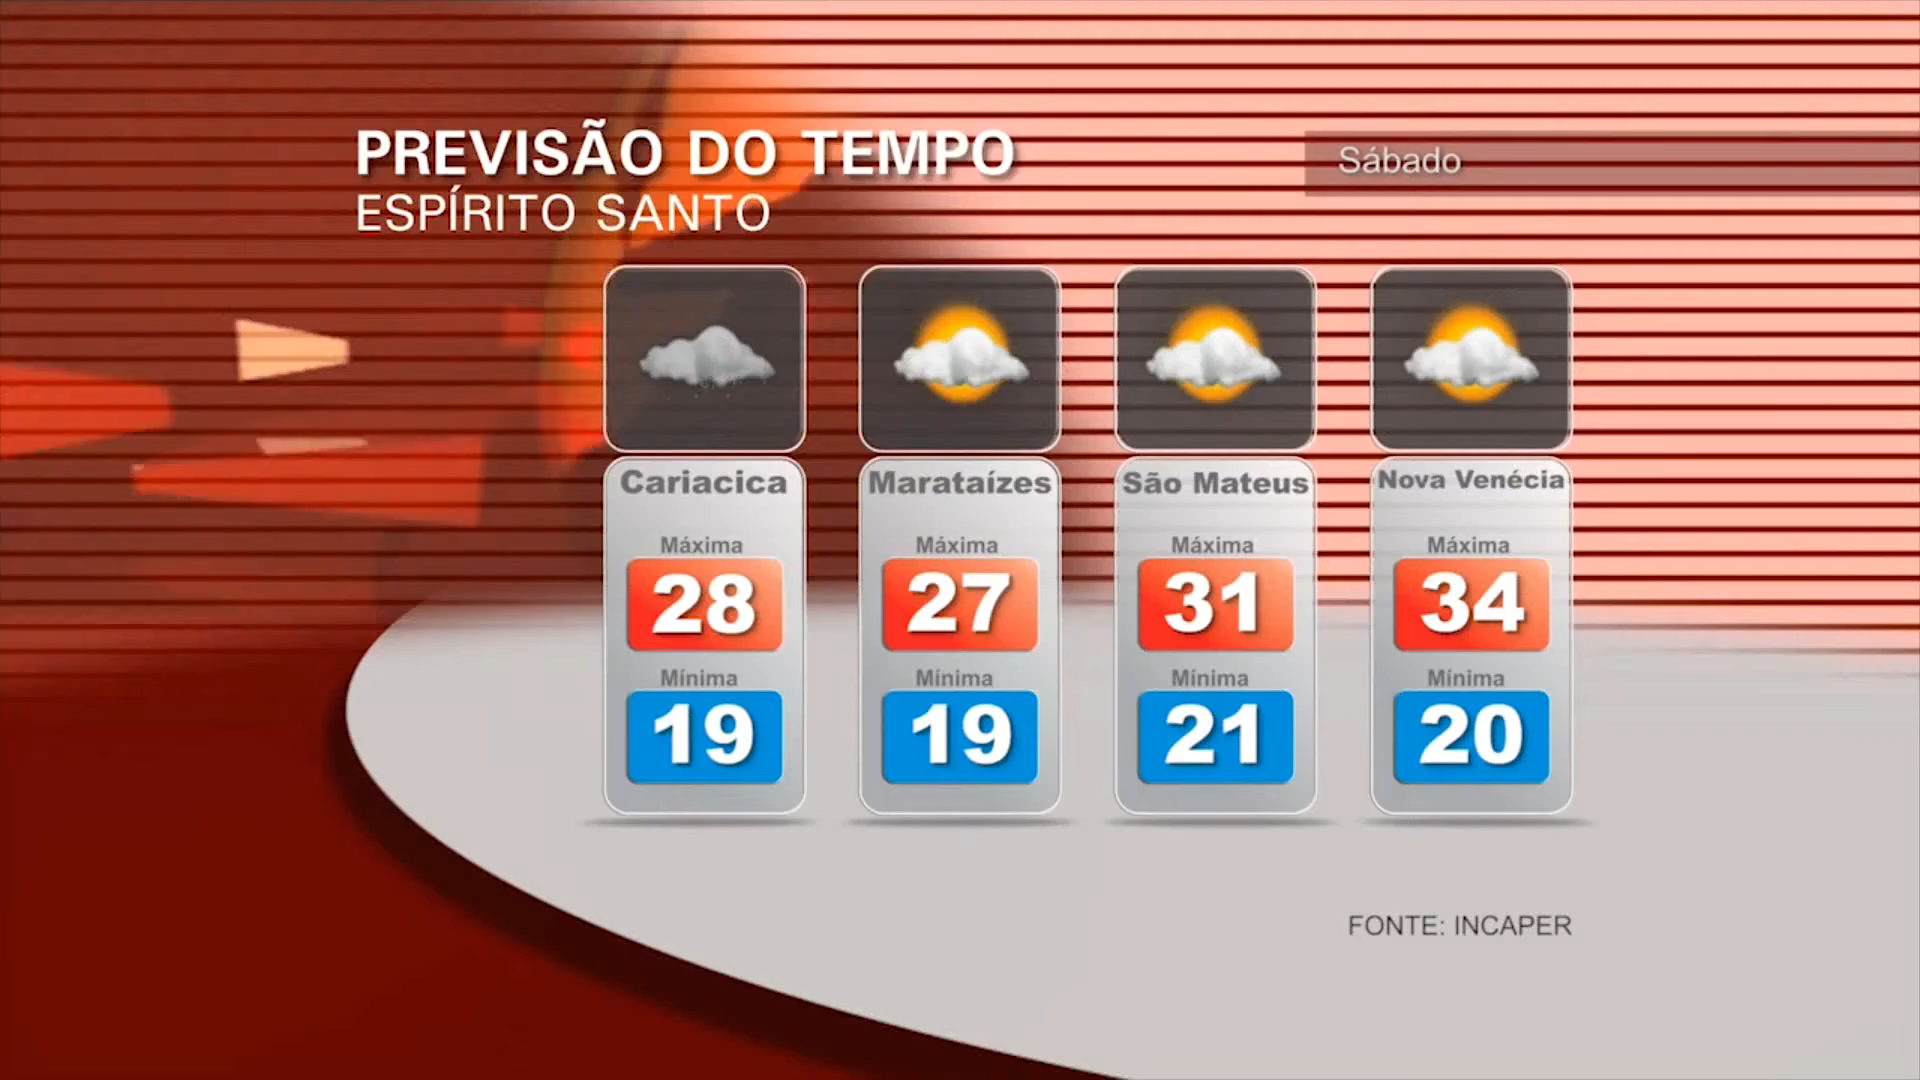 PREVISÃO DO TEMPO
ESPÍRITO SANTO
Sábado
Cariacica
Máxima
28
Mínima
19
Marataízes
Máxima
27
Mínima
19
São Mateus
Máxima
31
Mínima
21
Nova Venécia
Máxima
34
Mínima
20
FONTE: INCAPER